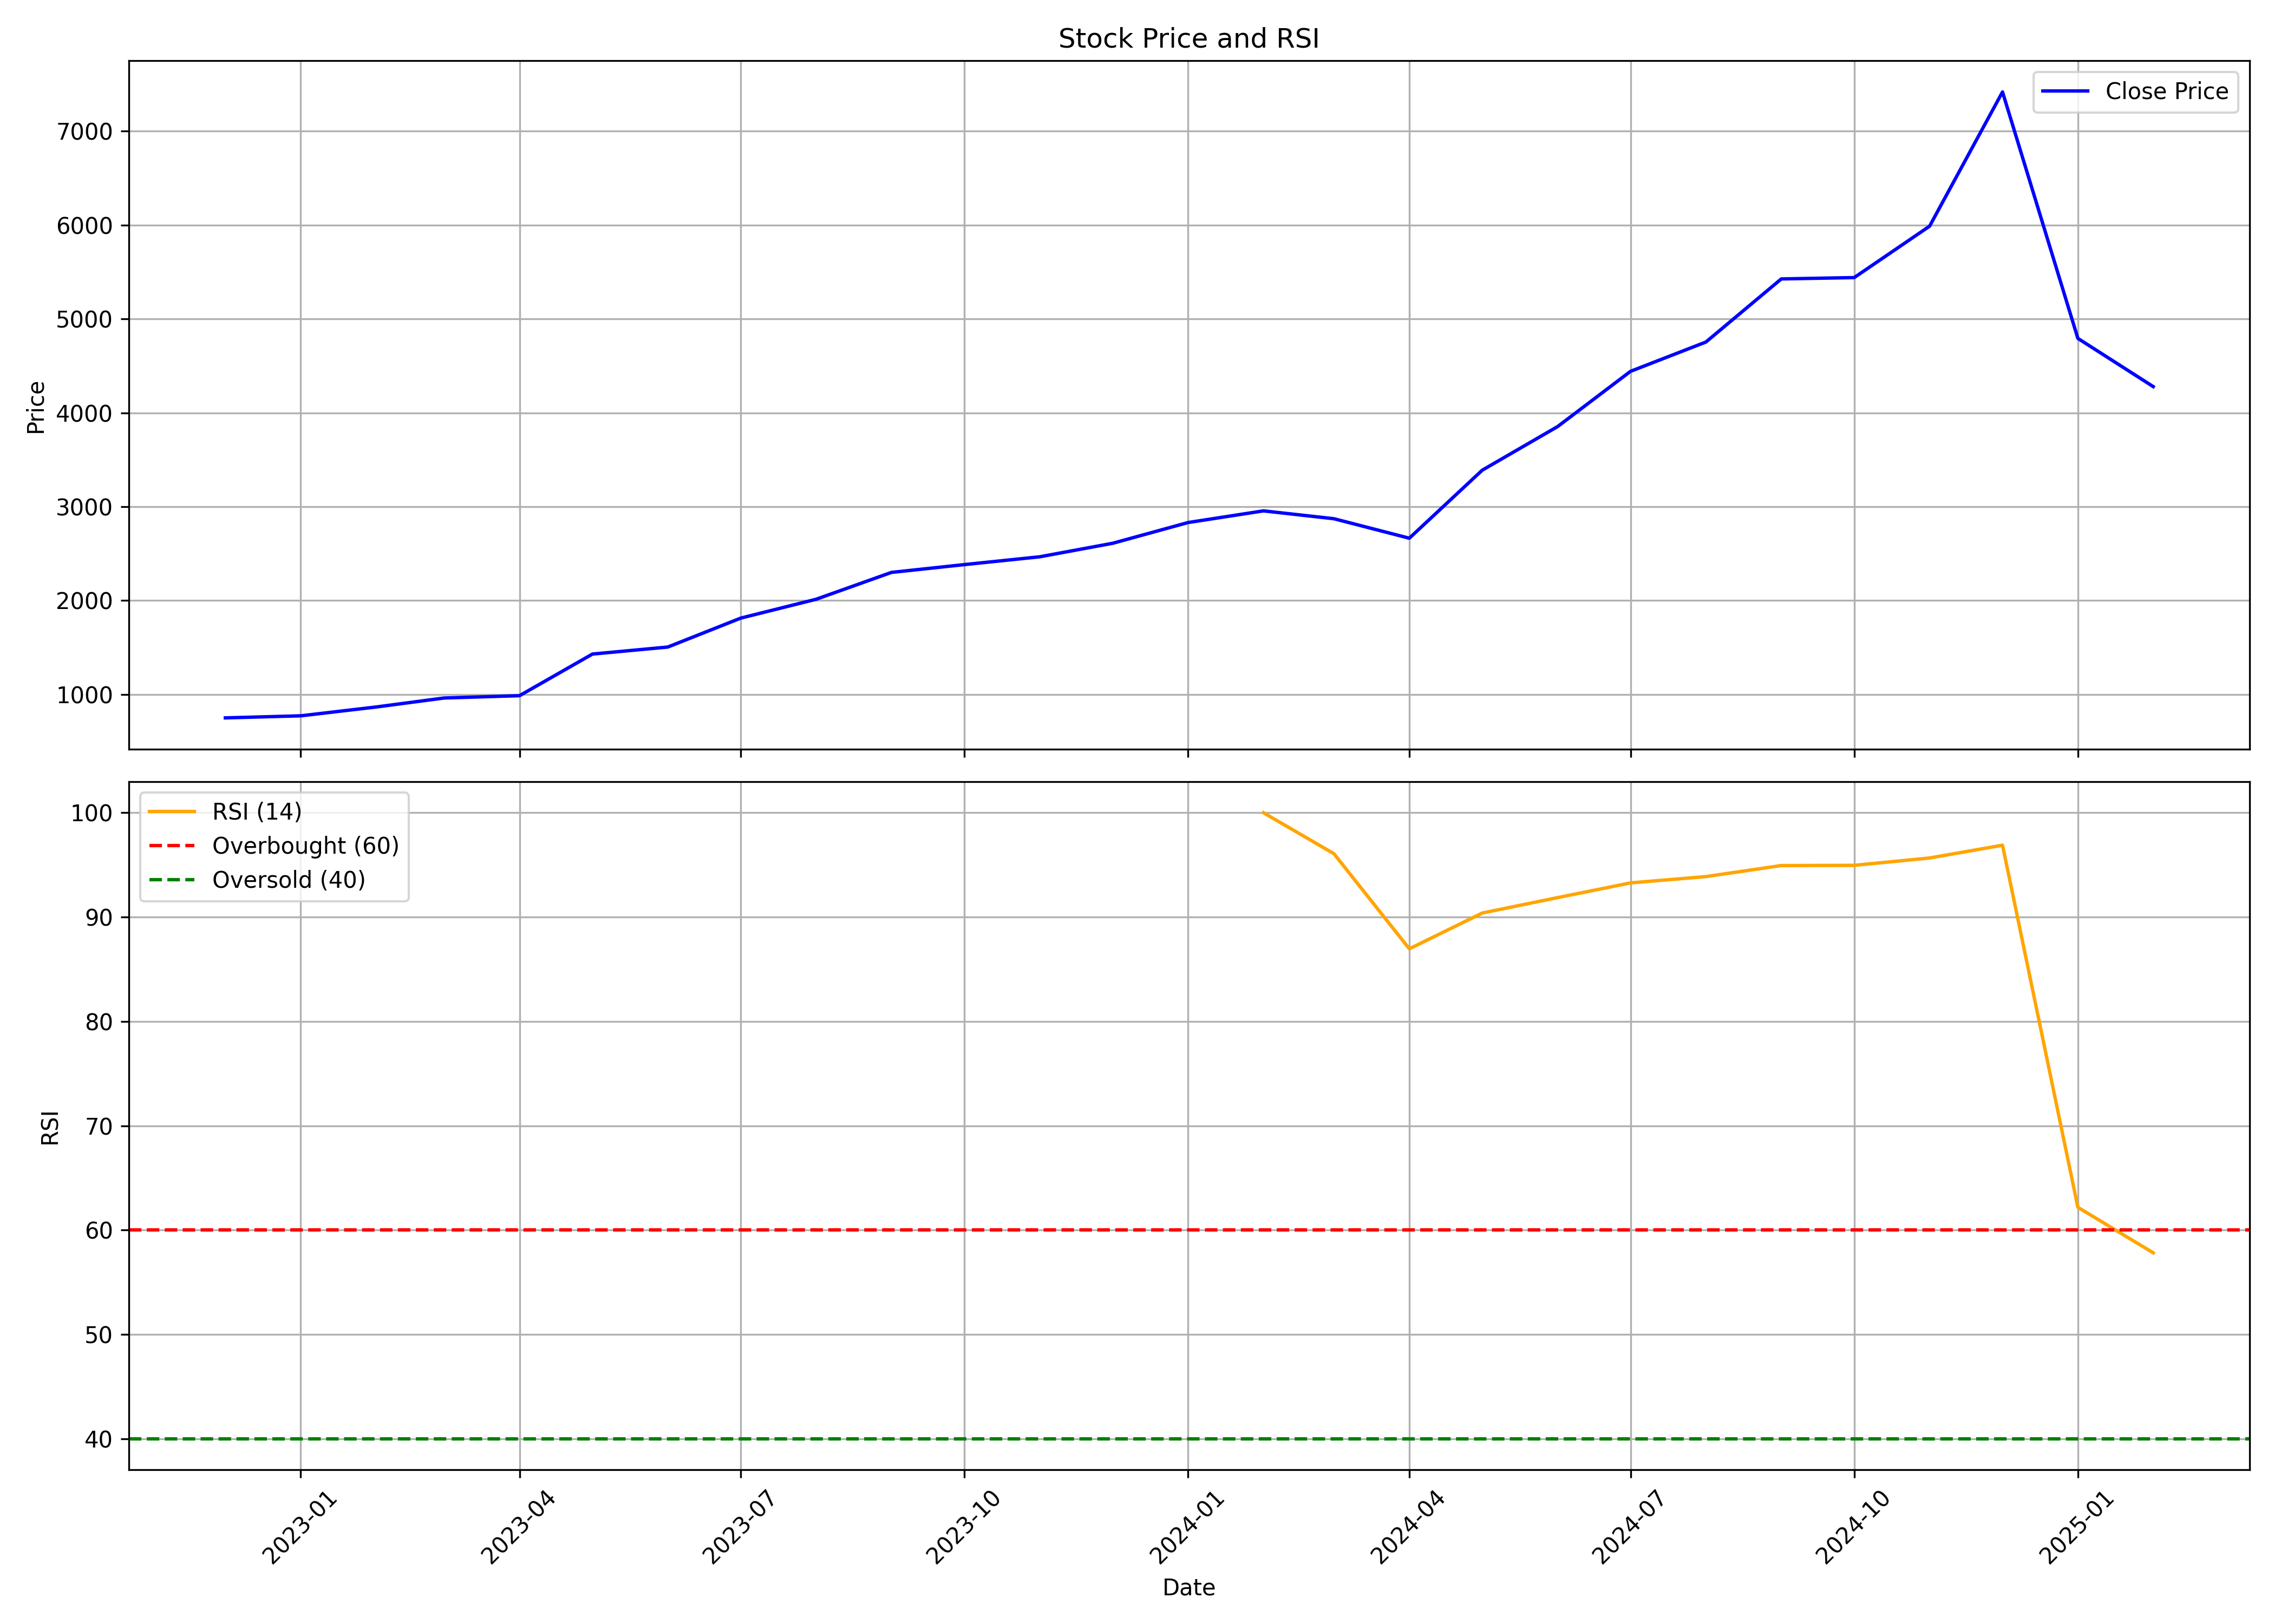 Stock Price and RSI
Close Price
7000
6000
5000
4000
3000
2000
1000
Price
RSI (14)
Overbought (60)
Oversold (40)
100
90
80
70
60
50
40
RSI
2023-01
2023-04
2023-07
2023-10
2024-01
2024-04
2024-07
2024-10
2025-01
Date